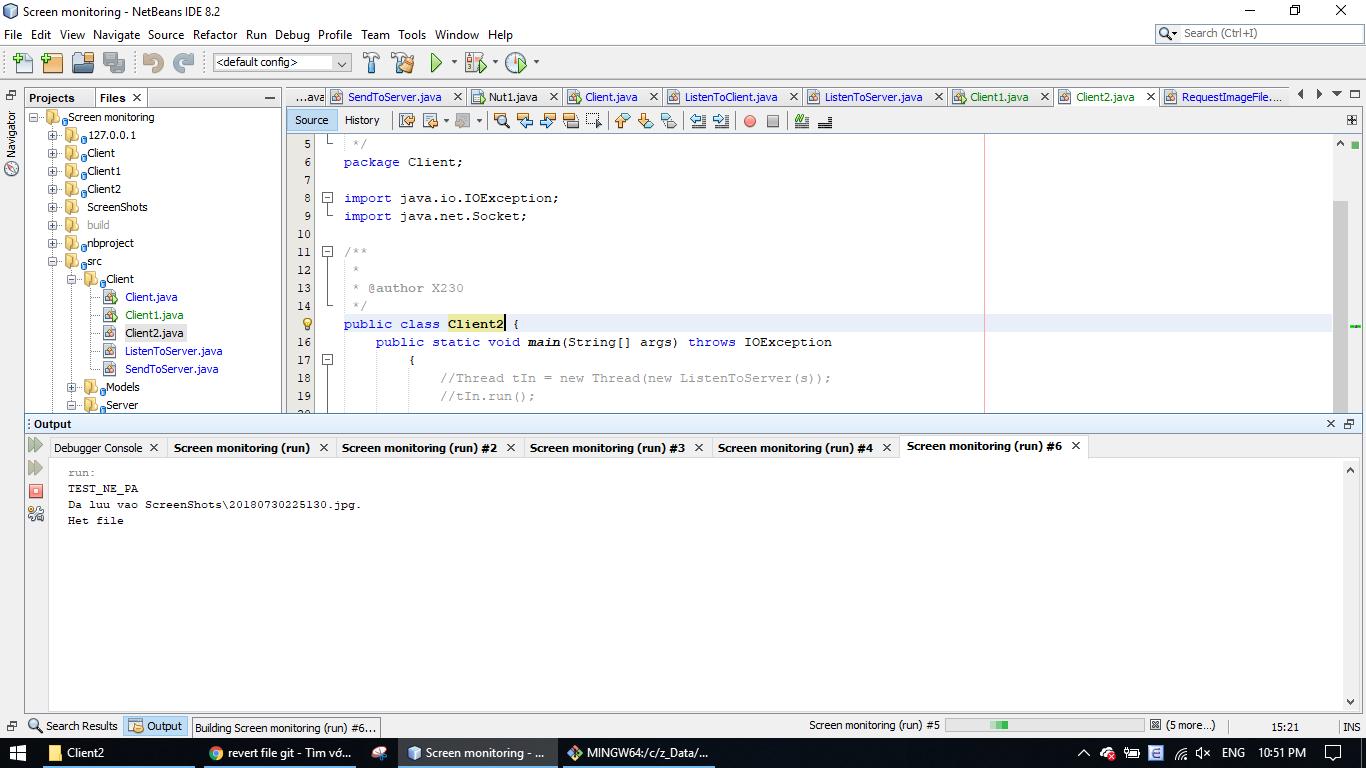 Screen monitoring - NetBeans IDE 8.2
File Edit View Navigate Source Refactor Run Debug Profile Team Tools Window Help
Search (Ctrl+I)
<default config>
Navigator
Projects Files
Screen monitoring
127.0.0.1
Client
Client1
Client2
ScreenShots
build
nbproject
src
Client
Client.java
Client1.java
Client2.java
ListenToServer.java
SendToServer.java
Models
Server
...ava SendToServer.java Nut1.java Client.java ListenToClient.java ListenToServer.java Client1.java Client2.java RequestImageFile....
Source History
5 */
6 package Client;
7
8 import java.io.IOException;
9 import java.net.Socket;
10
11 /**
12 *
13 * @author X230
14 */
public class Client2 {
16 public static void main(String[] args) throws IOException
17 {
18 //Thread tIn = new Thread(new ListenToServer(s));
19 //tIn.run();
20
Output
Debugger Console Screen monitoring (run) Screen monitoring (run) #2 Screen monitoring (run) #3 Screen monitoring (run) #4 Screen monitoring (run) #6
run:
TEST_NE_PA
Da luu vao ScreenShots\20180730225130.jpg.
Het file
Search Results Output Building Screen monitoring (run) #6... Screen monitoring (run) #5 (5 more...) 15:21 INS
Client2 revert file git - Tìm vớ... Screen monitoring - ... MINGW64:/c/z_Data/... ENG 10:51 PM